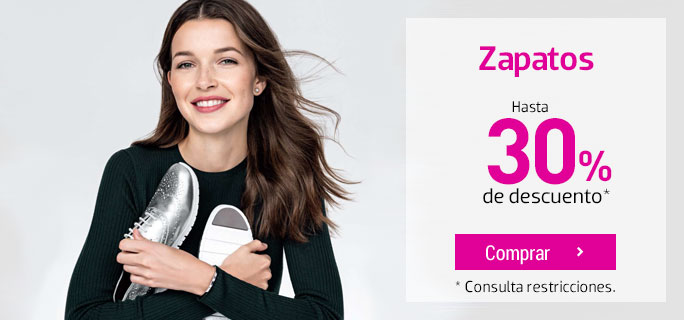 Zapatos
Hasta
30%
de descuento*
Comprar >
* Consulta restricciones.